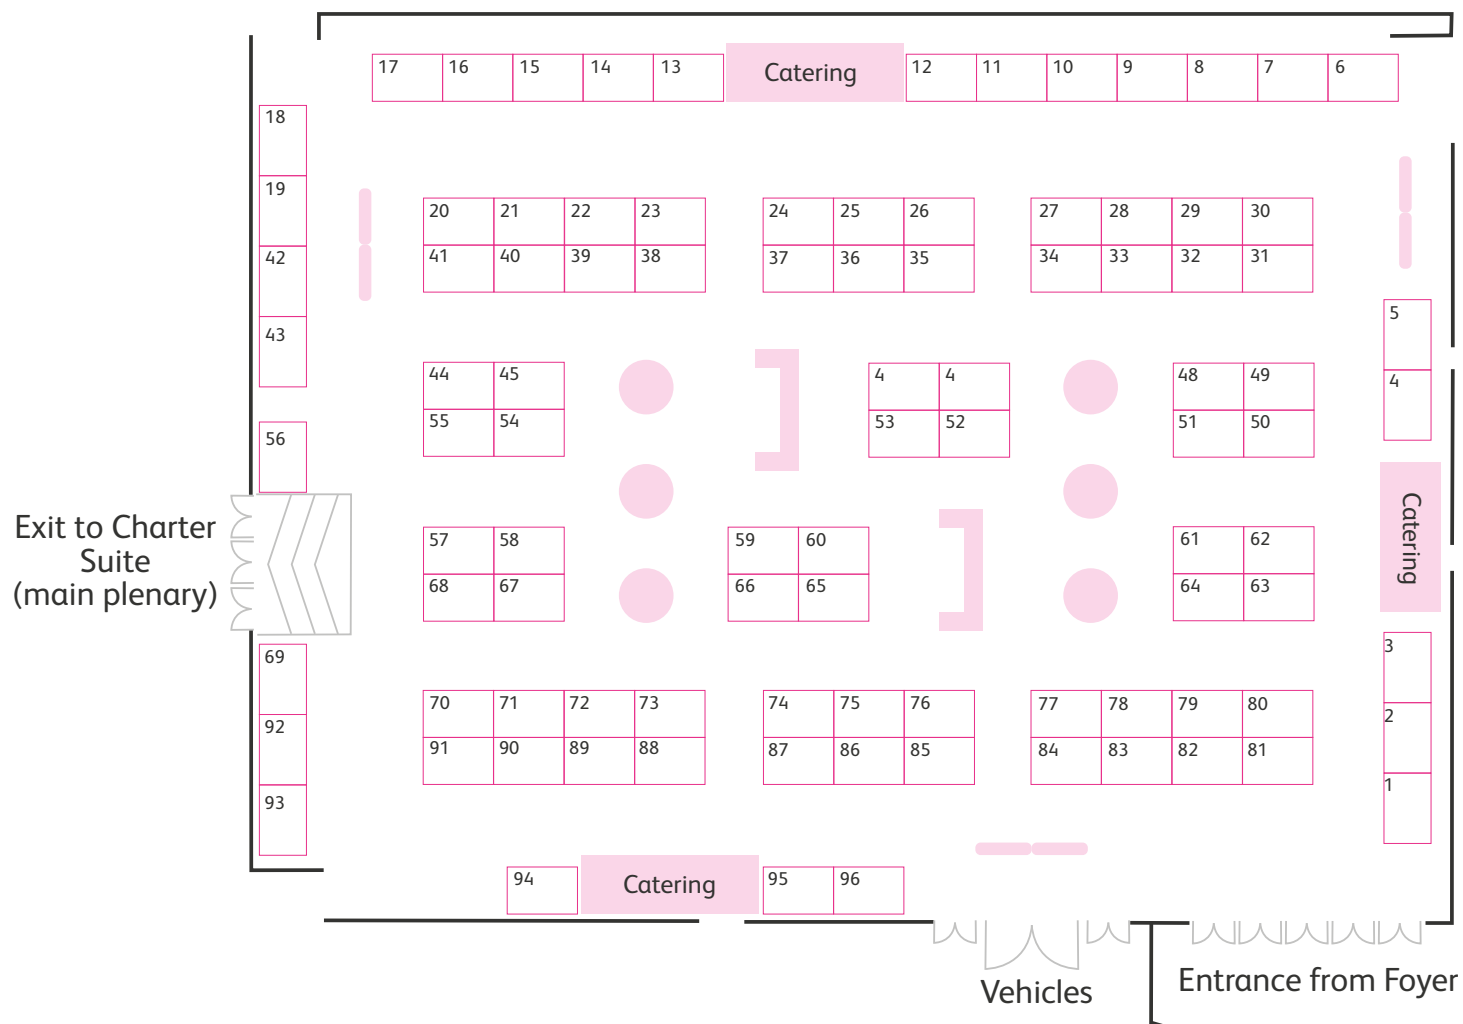 17 16 15 14 13 Catering 12 11 10 9 8 7 6
18
19
20 21 22 23 24 25 26 27 28 29 30
42 41 40 39 38 37 36 35 34 33 32 31
43
5
44 45 4 4 48 49 4
55 54 53 52 51 50
56
Catering
Exit to Charter
Suite
(main plenary)
57 58 59 60 61 62
68 67 66 65 64 63
69
3
70 71 72 73 74 75 76 77 78 79 80
2
92
91 90 89 88 87 86 85 84 83 82 81
1
93
94 Catering 95 96
Vehicles
Entrance from Foyer